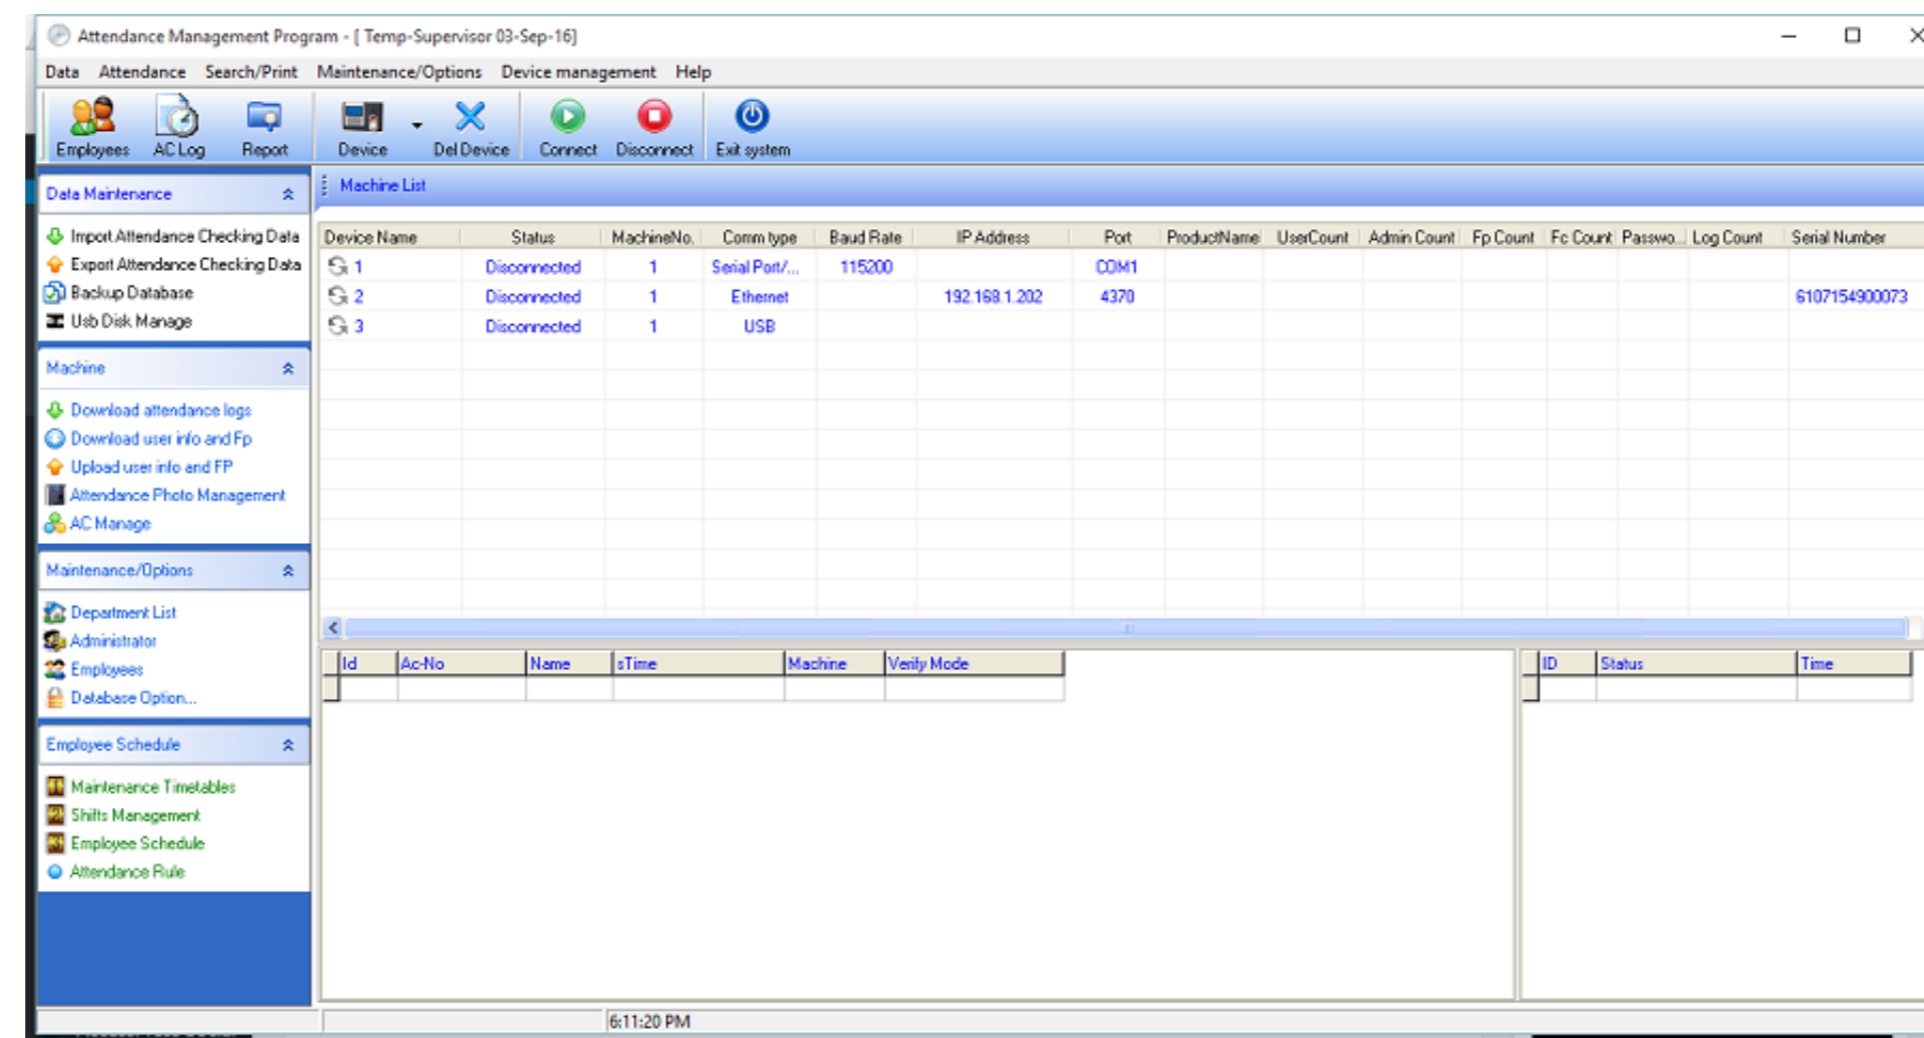 Attendance Management Program - [ Temp-Supervisor 03-Sep-16]
Data Attendance Search/Print Maintenance/Options Device management Help
Employees AC Log Report Device Del Device Connect Disconnect Exit system
Data Maintenance
Import Attendance Checking Data
Export Attendance Checking Data
Backup Database
Usb Disk Manage
Machine
Download attendance logs
Download user info and Fp
Upload user info and FP
Attendance Photo Management
AC Manage
Maintenance/Options
Department List
Administrator
Employees
Database Option...
Employee Schedule
Maintenance Timetables
Shifts Management
Employee Schedule
Attendance Rule
Machine List
Device Name Status MachineNo. Comm type Baud Rate IP Address Port ProductName UserCount Admin Count Fp Count Fc Count Passwo... Log Count Serial Number
1 Disconnected 1 Serial Port/... 115200 COM1
2 Disconnected 1 Ethernet 192.168.1.202 4370 6107154900073
3 Disconnected 1 USB
Id Ac-No Name sTime Machine Verify Mode
ID Status Time
6:11:20 PM